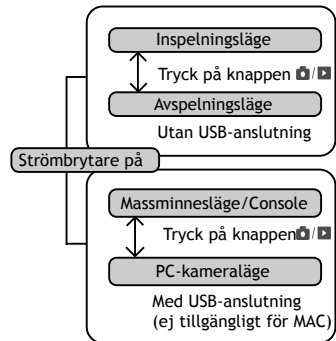 Inspelningsläge
Tryck på knappen /
Avspelningsläge
Utan USB-anslutning
Strömbrytare på
Massminnesläge/Console
Tryck på knappen /
PC-kameraläge
Med USB-anslutning
(ej tillgängligt för MAC)